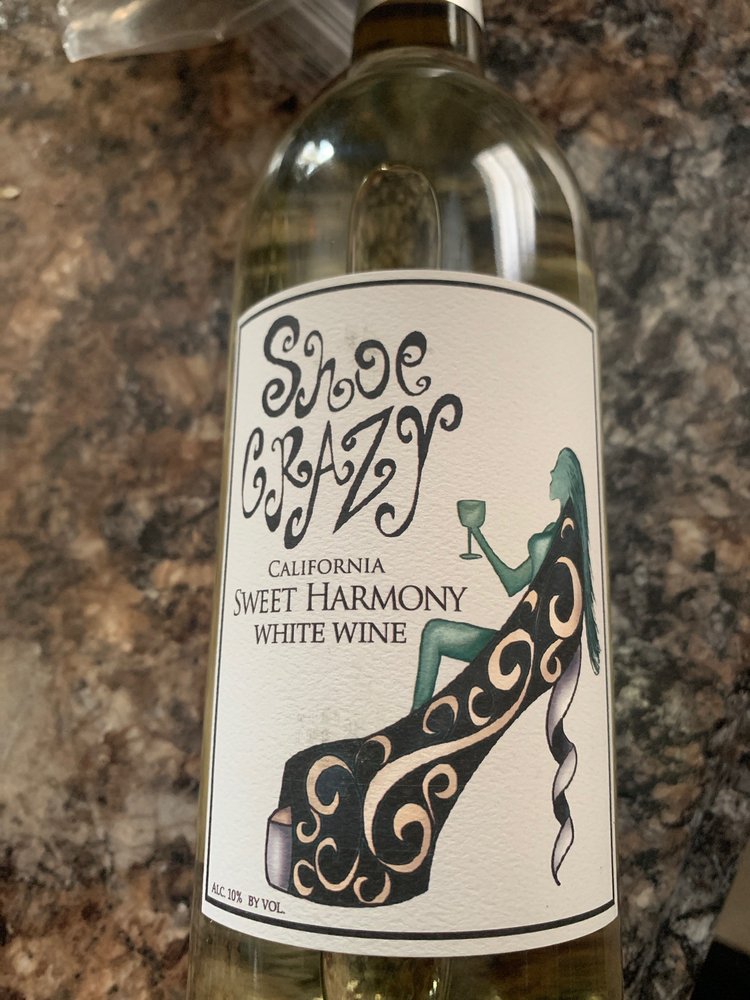 Shoe
CRAZY
CALIFORNIA
SWEET HARMONY
WHITE WINE
ALC. 10% BY VOL.